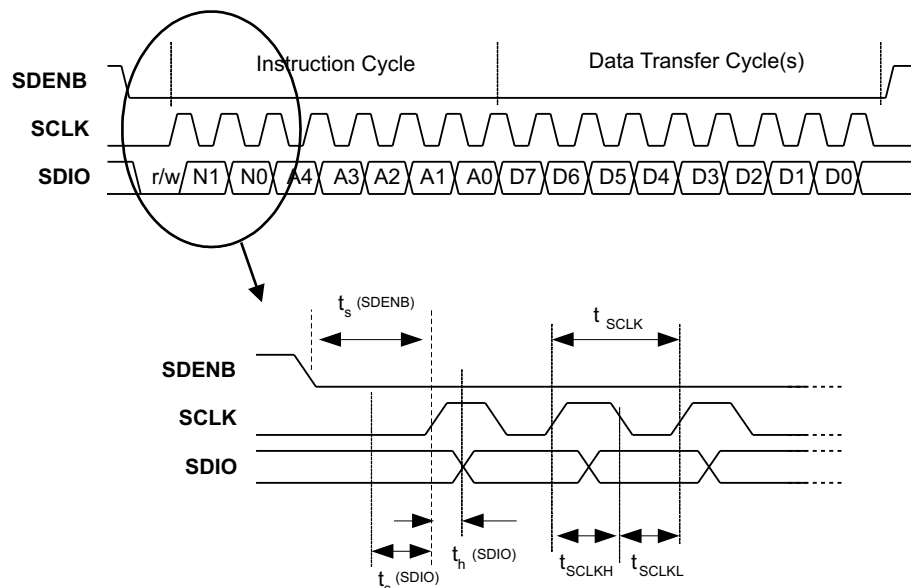 Instruction Cycle Data Transfer Cycle(s)
SDENB
SCLK
SDIO r/w N1 N0 A4 A3 A2 A1 A0 D7 D6 D5 D4 D3 D2 D1 D0
ts (SDENB) t SCLK
SDENB
SCLK
SDIO
ts (SDIO) th (SDIO) tSCLKH tSCLKL